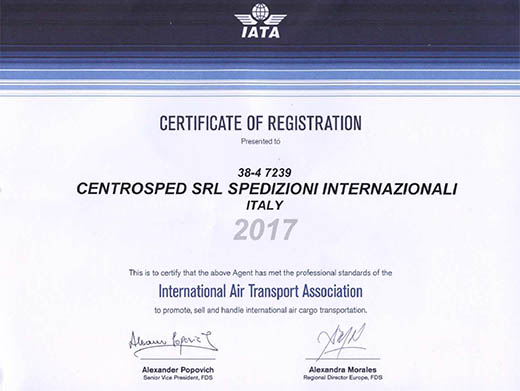 IATA
CERTIFICATE OF REGISTRATION
Presented to
38-4 7239
CENTROSPED SRL SPEDIZIONI INTERNAZIONALI
ITALY
2017
This is to certify that the above Agent has met the professional standards of the
International Air Transport Association
to promote, sell and handle international air cargo transportation.
Alexander Popovich
Senior Vice President, FDS
Alexandra Morales
Regional Director Europe, FDS